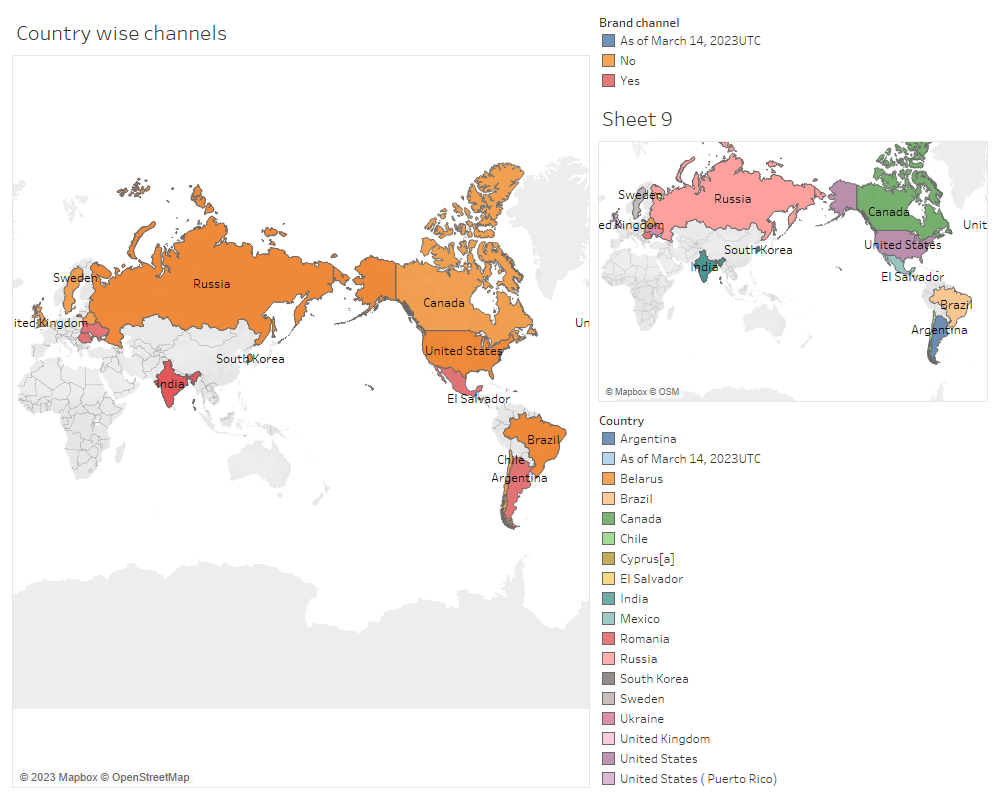 Country wise channels
Sweden
Russia
ited Kingdom
Canada
Un
United States
South Korea
India
El Salvador
Brazil
Chile
Argentina
© 2023 Mapbox © OpenStreetMap
Brand channel
As of March 14, 2023UTC
No
Yes
Sheet 9
Sweden
Russia
Canada
ed Kingdom
Unit
United States
South Korea
India
El Salvador
Brazil
Argentina
© Mapbox © OSM
Country
Argentina
As of March 14, 2023UTC
Belarus
Brazil
Canada
Chile
Cyprus[a]
El Salvador
India
Mexico
Romania
Russia
South Korea
Sweden
Ukraine
United Kingdom
United States
United States ( Puerto Rico)